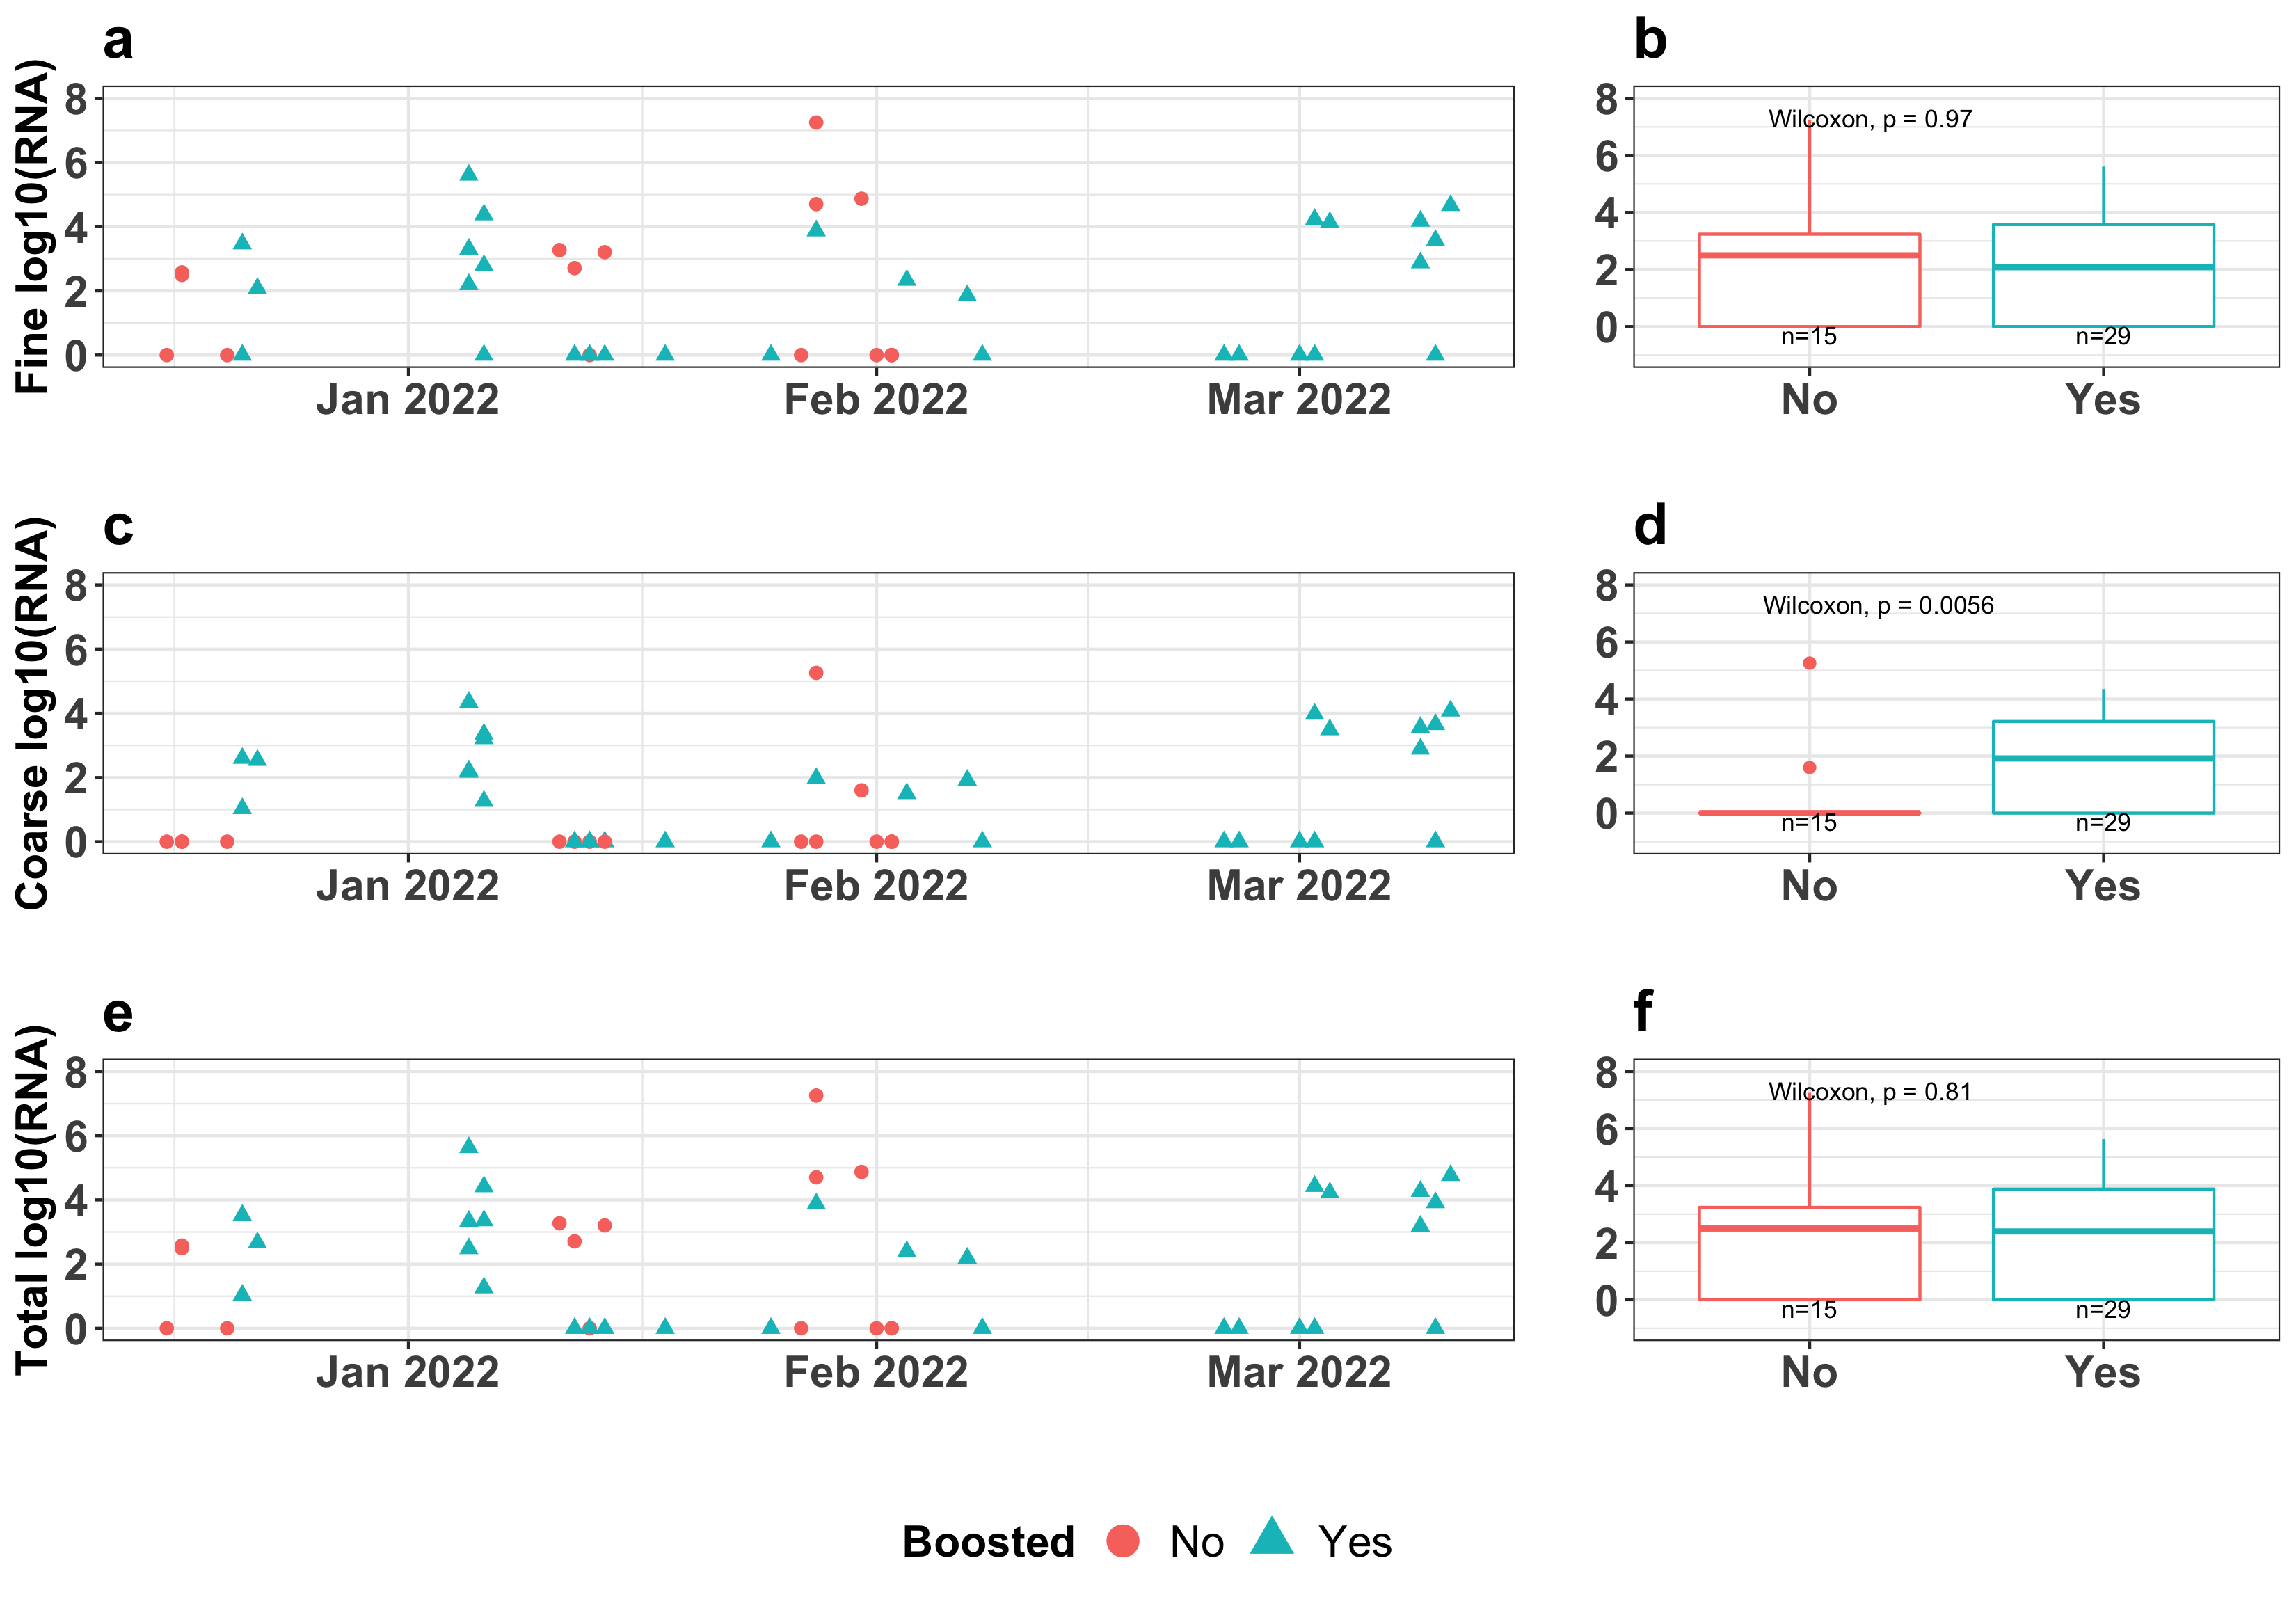 a
Fine log10(RNA)
8
6
4
2
0
Jan 2022 Feb 2022 Mar 2022
b
8
6
4
2
0
Wilcoxon, p = 0.97
n=15 n=29
No Yes
c
Coarse log10(RNA)
8
6
4
2
0
Jan 2022 Feb 2022 Mar 2022
d
8
6
4
2
0
Wilcoxon, p = 0.0056
n=15 n=29
No Yes
e
Total log10(RNA)
8
6
4
2
0
Jan 2022 Feb 2022 Mar 2022
f
8
6
4
2
0
Wilcoxon, p = 0.81
n=15 n=29
No Yes
Boosted No Yes